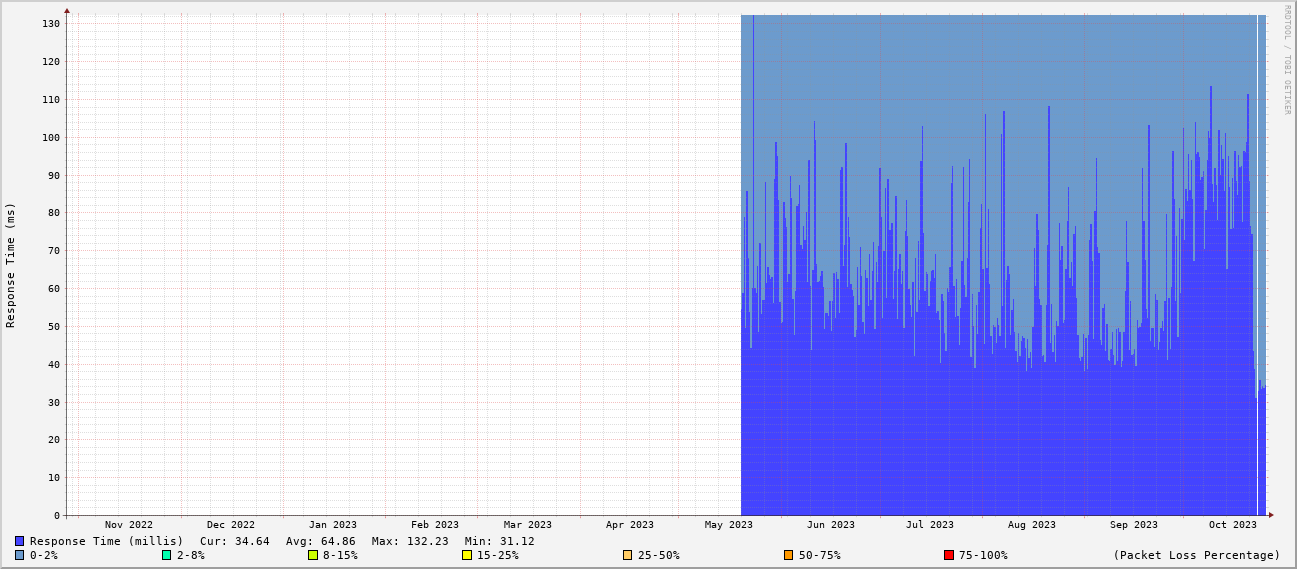 RRDTOOL / TOBI OETIKER
Response Time (ms)
130
120
110
100
90
80
70
60
50
40
30
20
10
0
Nov 2022 Dec 2022 Jan 2023 Feb 2023 Mar 2023 Apr 2023 May 2023 Jun 2023 Jul 2023 Aug 2023 Sep 2023 Oct 2023
Response Time (millis) Cur: 34.64 Avg: 64.86 Max: 132.23 Min: 31.12
0-2% 2-8% 8-15% 15-25% 25-50% 50-75% 75-100% (Packet Loss Percentage)